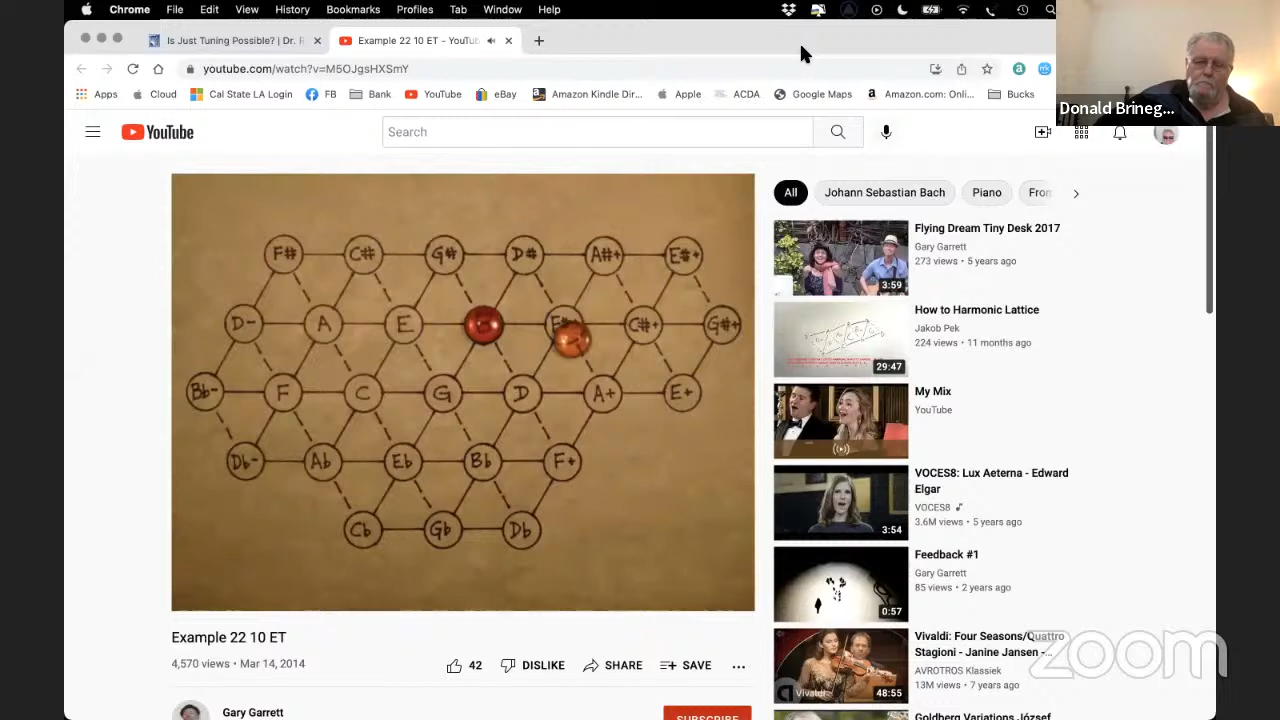 Chrome File Edit View History Bookmarks Profiles Tab Window Help
Is Just Tuning Possible? | Dr. R
Example 22 10 ET - YouTub
youtube.com/watch?v=M5OJgsHXSmY
Apps Cloud Cal State LA Login FB Bank YouTube eBay Amazon Kindle Dir... Apple ACDA Google Maps Amazon.com: Onli... Bucks
Donald Brineg...
YouTube
Search
All Johann Sebastian Bach Piano From
F# C# G# D# A#+ E#+
D- A E C#+ G#+
Bb- F C G D A+ E+
Db- Ab Eb Bb F+
Cb Gb Db
Example 22 10 ET
4,570 views • Mar 14, 2014
42 DISLIKE SHARE SAVE
Gary Garrett
SUBSCRIBE
Flying Dream Tiny Desk 2017
Gary Garrett
273 views • 5 years ago
3:59
How to Harmonic Lattice
Jakob Pek
224 views • 11 months ago
29:47
My Mix
YouTube
VOCES8: Lux Aeterna - Edward
Elgar
VOCES8
3.6M views • 5 years ago
3:54
Feedback #1
Gary Garrett
85 views • 2 years ago
0:57
Vivaldi: Four Seasons/Quattro
Stagioni - Janine Jansen -...
AVROTROS Klassiek
13M views • 7 years ago
Vivaldi
48:55
Goldberg Variations József
zoom